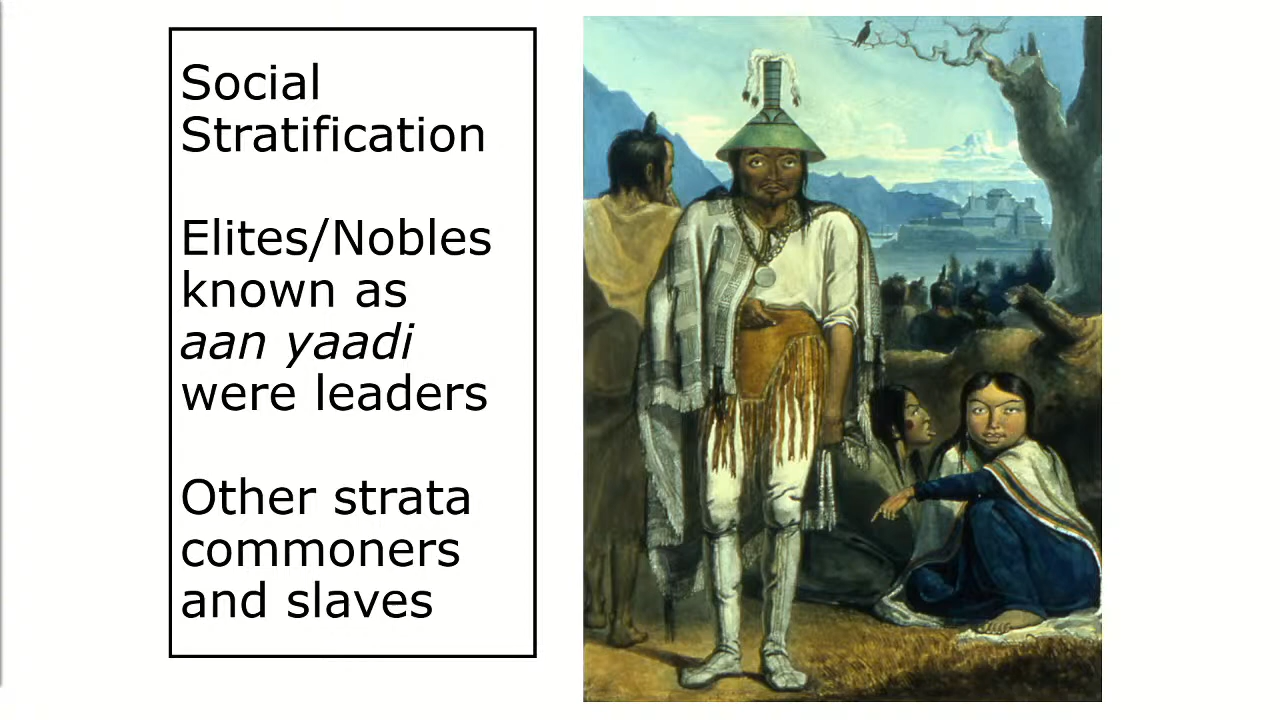 Social
Stratification
Elites/Nobles
known as
aan yaadi
were leaders
Other strata
commoners
and slaves